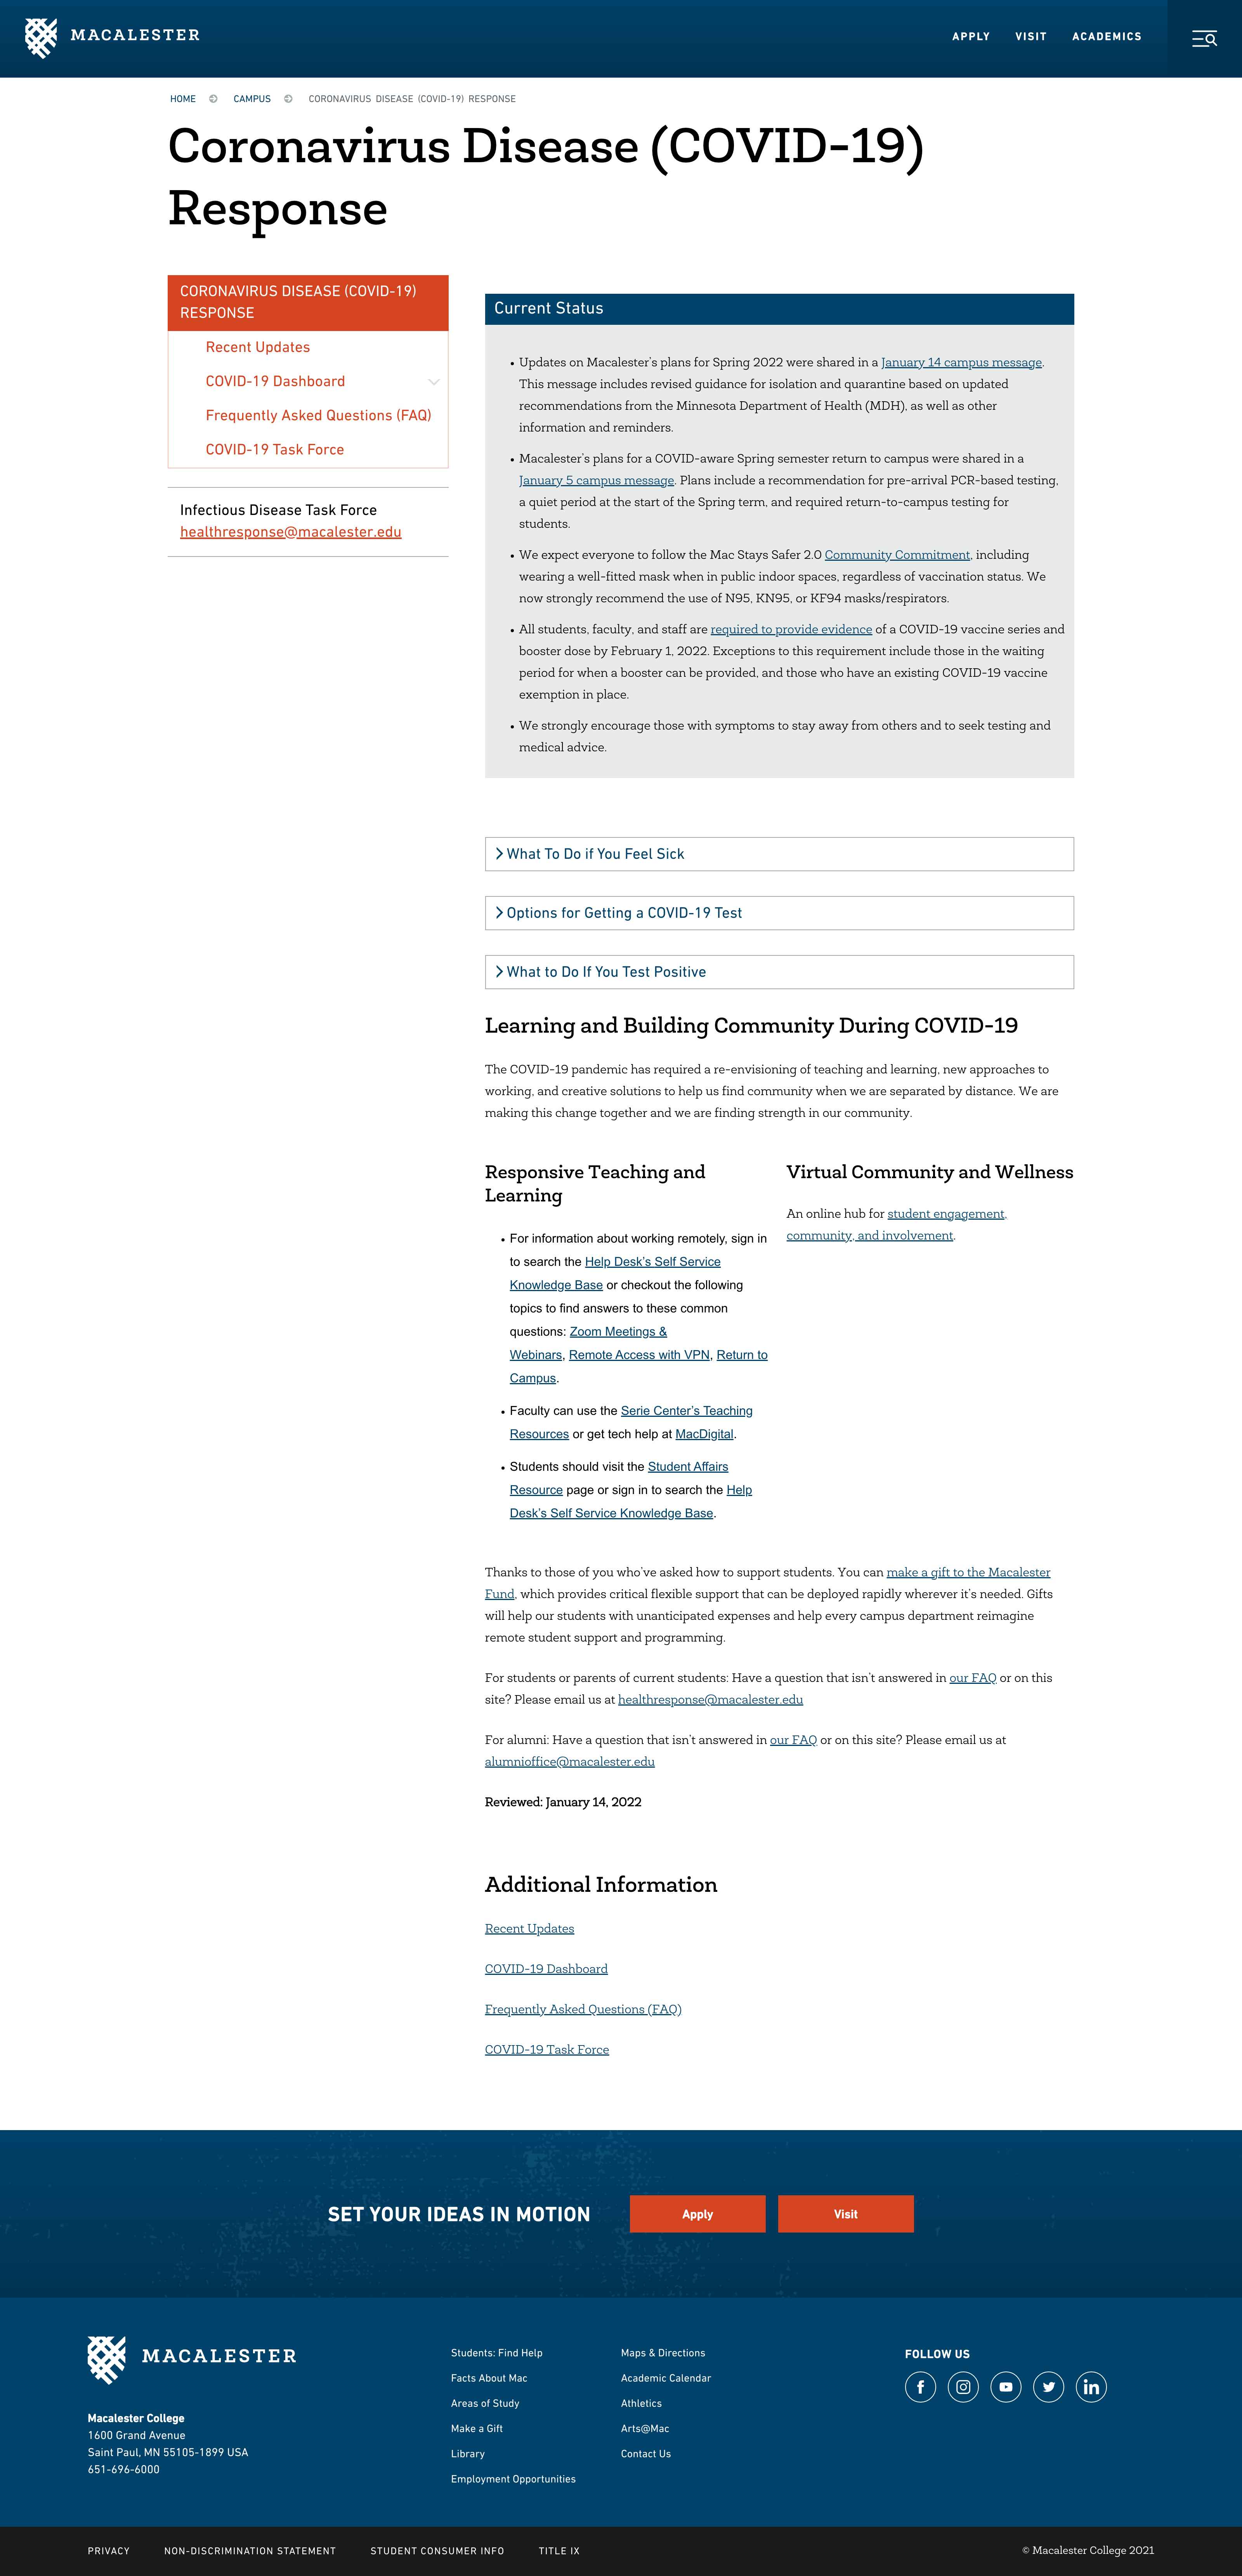 MACALESTER
APPLY VISIT ACADEMICS
HOME CAMPUS CORONAVIRUS DISEASE (COVID-19) RESPONSE
Coronavirus Disease (COVID-19)
Response
CORONAVIRUS DISEASE (COVID-19)
RESPONSE
Recent Updates
COVID-19 Dashboard
Frequently Asked Questions (FAQ)
COVID-19 Task Force
Infectious Disease Task Force
healthresponse@macalester.edu
Current Status
• Updates on Macalester's plans for Spring 2022 were shared in a January 14 campus message.
This message includes revised guidance for isolation and quarantine based on updated
recommendations from the Minnesota Department of Health (MDH), as well as other
information and reminders.
• Macalester's plans for a COVID-aware Spring semester return to campus were shared in a
January 5 campus message. Plans include a recommendation for pre-arrival PCR-based testing,
a quiet period at the start of the Spring term, and required return-to-campus testing for
students.
• We expect everyone to follow the Mac Stays Safer 2.0 Community Commitment, including
wearing a well-fitted mask when in public indoor spaces, regardless of vaccination status. We
now strongly recommend the use of N95, KN95, or KF94 masks/respirators.
• All students, faculty, and staff are required to provide evidence of a COVID-19 vaccine series and
booster dose by February 1, 2022. Exceptions to this requirement include those in the waiting
period for when a booster can be provided, and those who have an existing COVID-19 vaccine
exemption in place.
• We strongly encourage those with symptoms to stay away from others and to seek testing and
medical advice.
What To Do if You Feel Sick
Options for Getting a COVID-19 Test
What to Do If You Test Positive
Learning and Building Community During COVID-19
The COVID-19 pandemic has required a re-envisioning of teaching and learning, new approaches to
working, and creative solutions to help us find community when we are separated by distance. We are
making this change together and we are finding strength in our community.
Responsive Teaching and
Learning
• For information about working remotely, sign in
to search the Help Desk's Self Service
Knowledge Base or checkout the following
topics to find answers to these common
questions: Zoom Meetings &
Webinars, Remote Access with VPN, Return to
Campus.
• Faculty can use the Serie Center's Teaching
Resources or get tech help at MacDigital.
• Students should visit the Student Affairs
Resource page or sign in to search the Help
Desk's Self Service Knowledge Base.
Virtual Community and Wellness
An online hub for student engagement,
community, and involvement.
Thanks to those of you who've asked how to support students. You can make a gift to the Macalester
Fund, which provides critical flexible support that can be deployed rapidly wherever it's needed. Gifts
will help our students with unanticipated expenses and help every campus department reimagine
remote student support and programming.
For students or parents of current students: Have a question that isn't answered in our FAQ or on this
site? Please email us at healthresponse@macalester.edu
For alumni: Have a question that isn't answered in our FAQ or on this site? Please email us at
alumnioffice@macalester.edu
Reviewed: January 14, 2022
Additional Information
Recent Updates
COVID-19 Dashboard
Frequently Asked Questions (FAQ)
COVID-19 Task Force
SET YOUR IDEAS IN MOTION
Apply
Visit
MACALESTER
Macalester College
1600 Grand Avenue
Saint Paul, MN 55105-1899 USA
651-696-6000
Students: Find Help
Facts About Mac
Areas of Study
Make a Gift
Library
Employment Opportunities
Maps & Directions
Academic Calendar
Athletics
Arts@Mac
Contact Us
FOLLOW US
PRIVACY NON-DISCRIMINATION STATEMENT STUDENT CONSUMER INFO TITLE IX
© Macalester College 2021